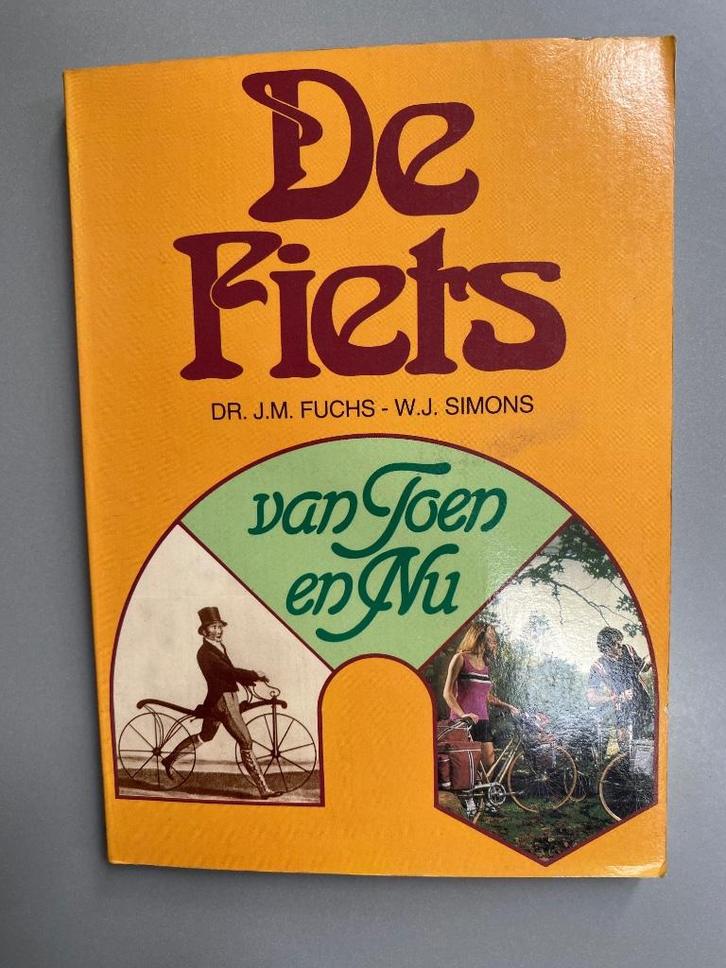 De
Fiets
DR. J.M. FUCHS - W.J. SIMONS
van Toen
en Nu